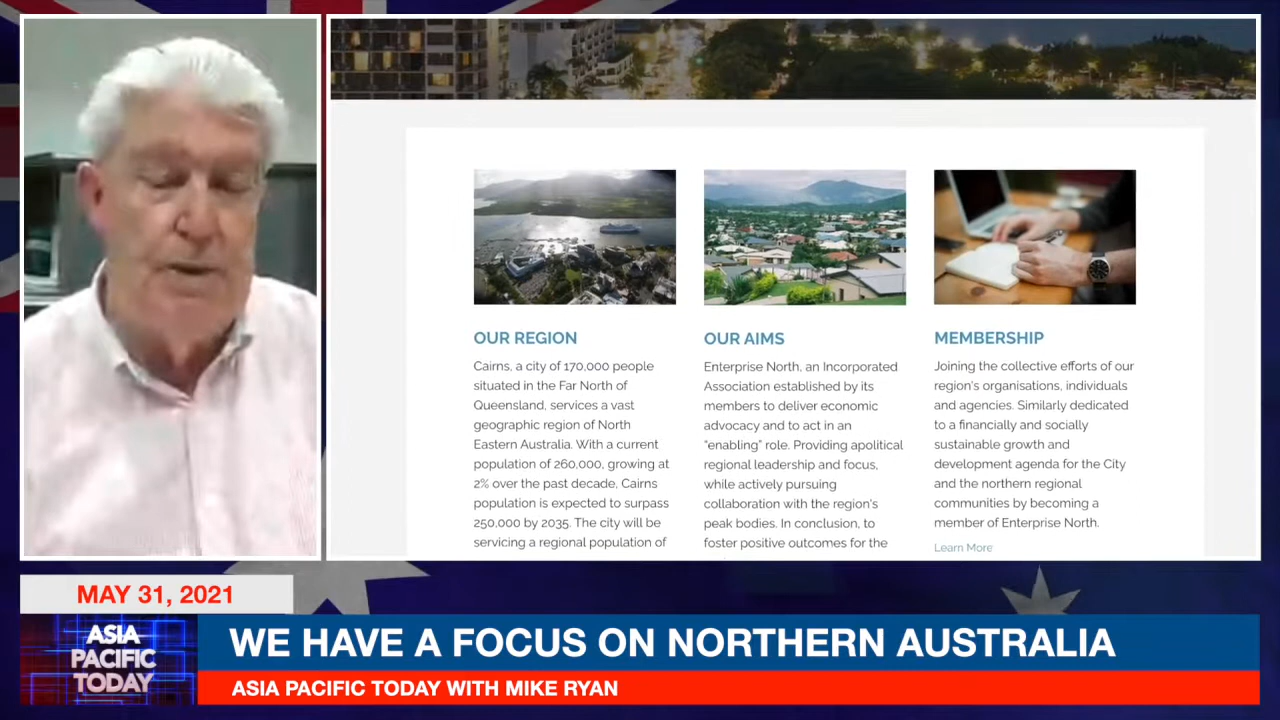 OUR REGION
Cairns, a city of 170,000 people
situated in the Far North of
Queensland, services a vast
geographic region of North
Eastern Australia. With a current
population of 260,000, growing at
2% over the past decade, Cairns
population is expected to surpass
250,000 by 2035. The city will be
servicing a regional population of
OUR AIMS
Enterprise North, an Incorporated
Association established by its
members to deliver economic
advocacy and to act in an
“enabling” role. Providing apolitical
regional leadership and focus,
while actively pursuing
collaboration with the region's
peak bodies. In conclusion, to
foster positive outcomes for the
MEMBERSHIP
Joining the collective efforts of our
region's organisations, individuals
and agencies. Similarly dedicated
to a financially and socially
sustainable growth and
development agenda for the City
and the northern regional
communities by becoming a
member of Enterprise North.
Learn More
MAY 31, 2021
ASIA
PACIFIC
TODAY
WE HAVE A FOCUS ON NORTHERN AUSTRALIA
ASIA PACIFIC TODAY WITH MIKE RYAN